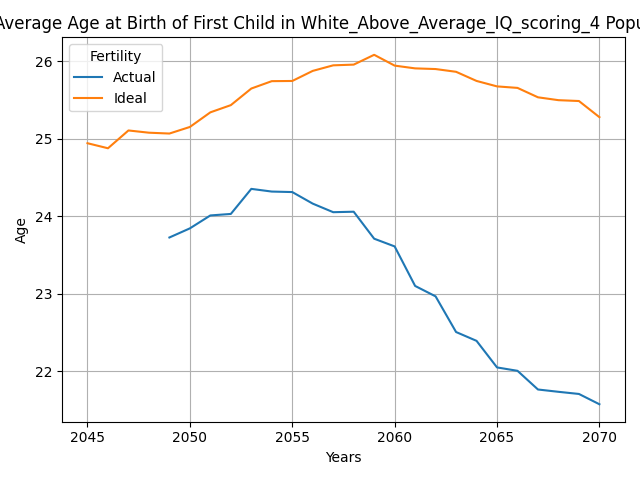 Average Age at Birth of First Child in White_Above_Average_IQ_scoring_4
Fertility
Actual
Ideal
26
25
24
23
22
Age
2045 2050 2055 2060 2065 2070
Years